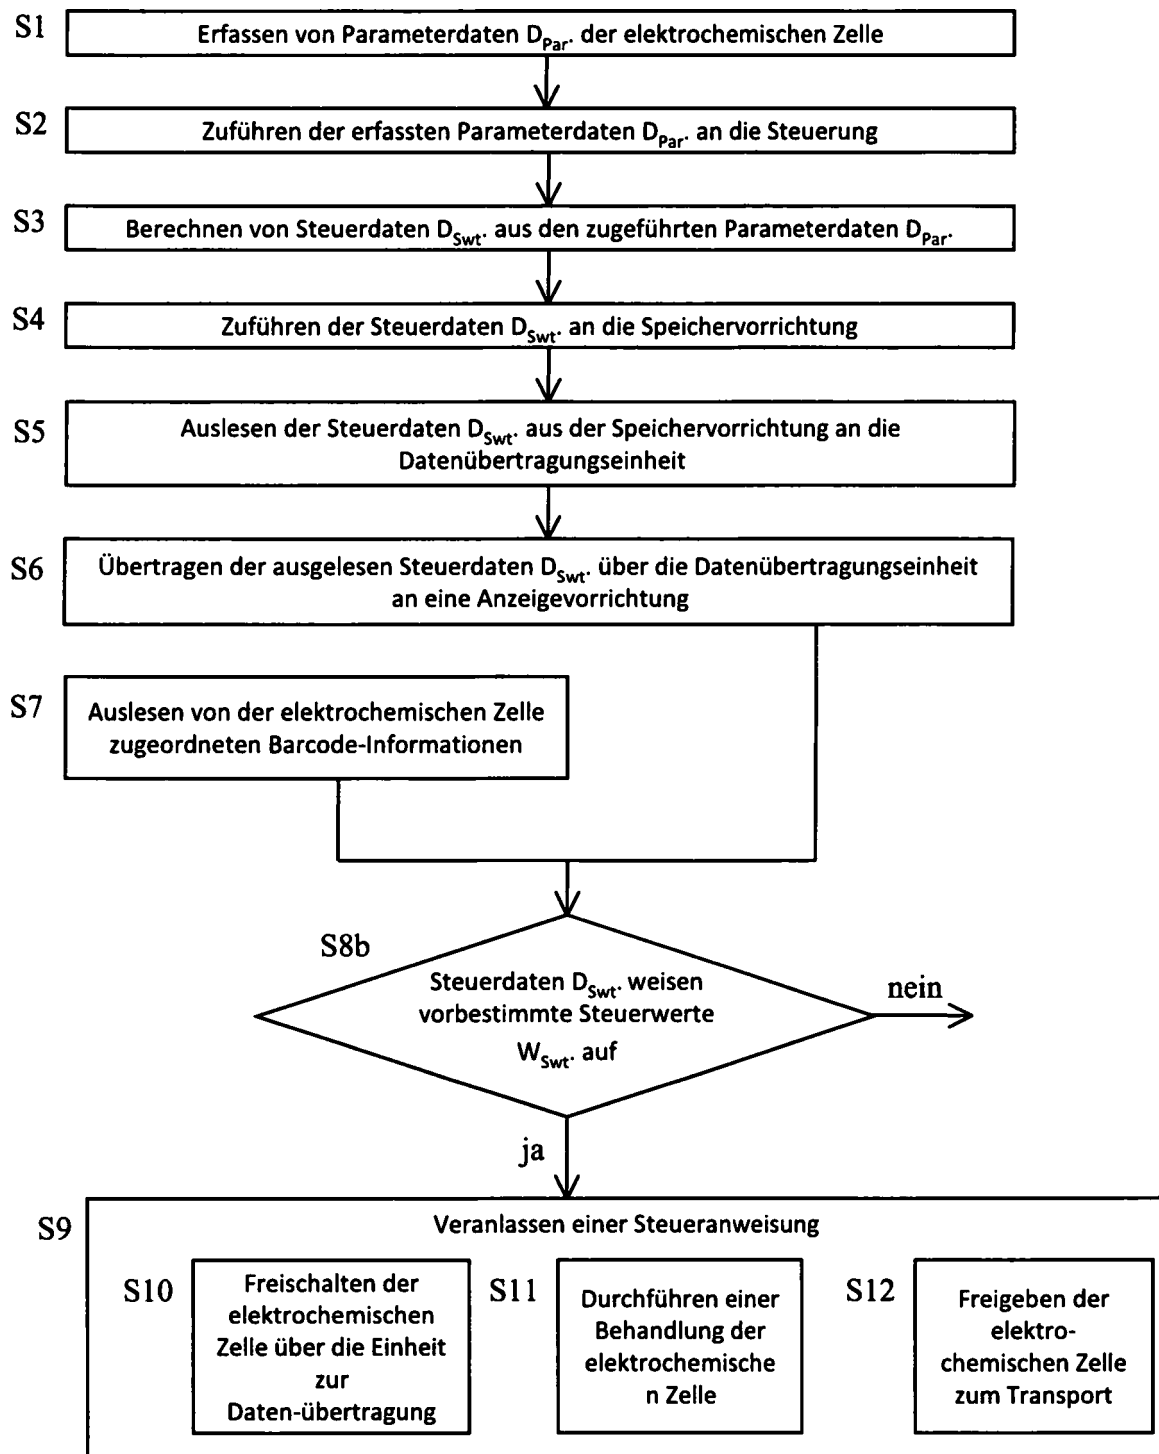 S1
Erfassen von Parameterdaten D_Par. der elektrochemischen Zelle
S2
Zuführen der erfassten Parameterdaten D_Par. an die Steuerung
S3
Berechnen von Steuerdaten D_Swt. aus den zugeführten Parameterdaten D_Par.
S4
Zuführen der Steuerdaten D_Swt. an die Speichervorrichtung
S5
Auslesen der Steuerdaten D_Swt. aus der Speichervorrichtung an die
Datenübertragungseinheit
S6
Übertragen der ausgelesen Steuerdaten D_Swt. über die Datenübertragungseinheit
an eine Anzeigevorrichtung
S7
Auslesen von der elektrochemischen Zelle
zugeordneten Barcode-Informationen
S8b
Steuerdaten D_Swt. weisen
vorbestimmte Steuerwerte
W_Swt. auf
nein
ja
S9
Veranlassen einer Steueranweisung
S10
Freischalten der
elektrochemischen
Zelle über die Einheit
zur
Daten-übertragung
S11
Durchführen einer
Behandlung der
elektrochemische
n Zelle
S12
Freigeben der
elektro-
chemischen Zelle
zum Transport